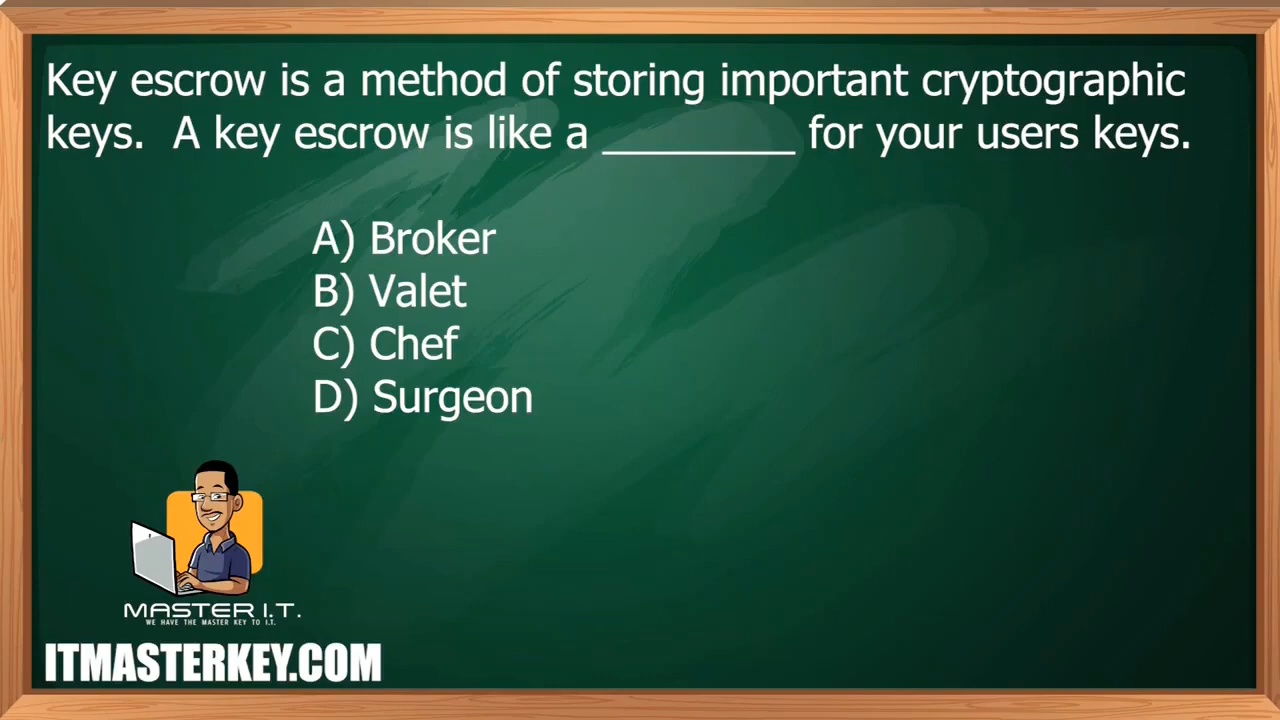 Key escrow is a method of storing important cryptographic
keys.  A key escrow is like a _________ for your users keys.
A) Broker
B) Valet
C) Chef
D) Surgeon
MASTER I.T.
WE HAVE THE MASTER KEY TO I.T.
ITMASTERKEY.COM